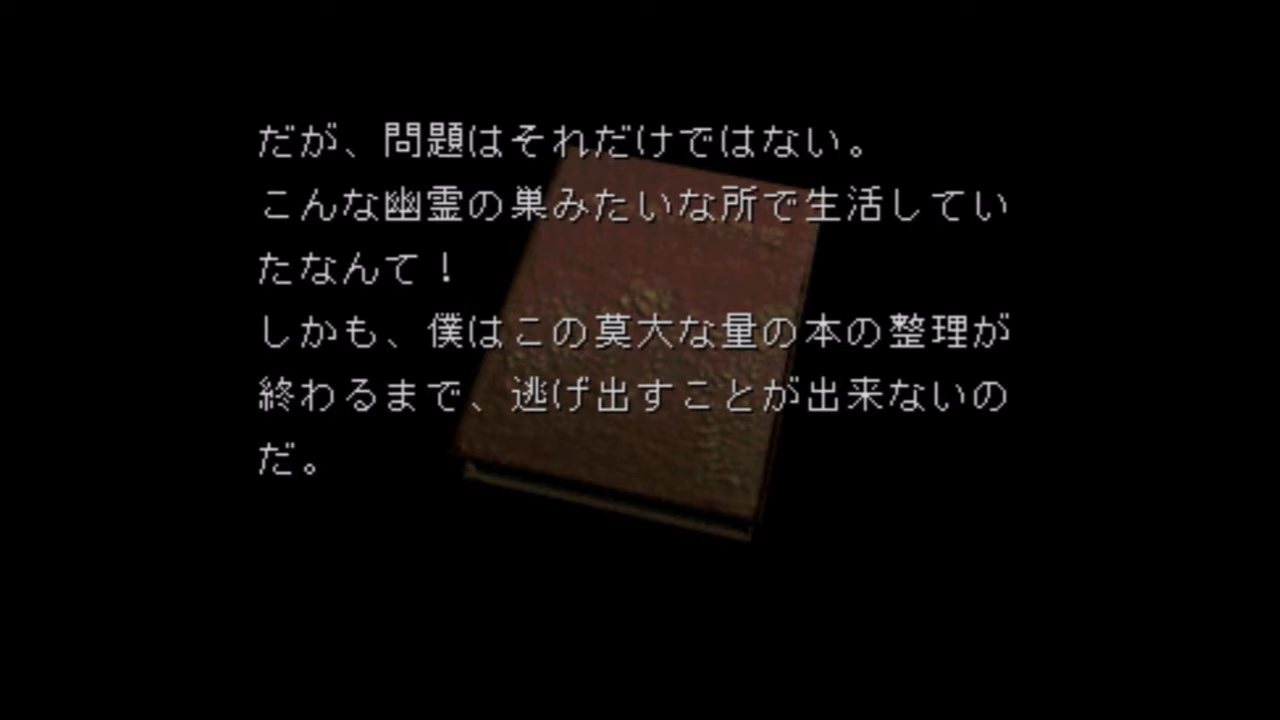 だが、問題はそれだけではない。
こんな幽霊の巣みたいな所で生活してい
たなんて！
しかも、僕はこの莫大な量の本の整理が
終わるまで、逃げ出すことが出来ないの
だ。